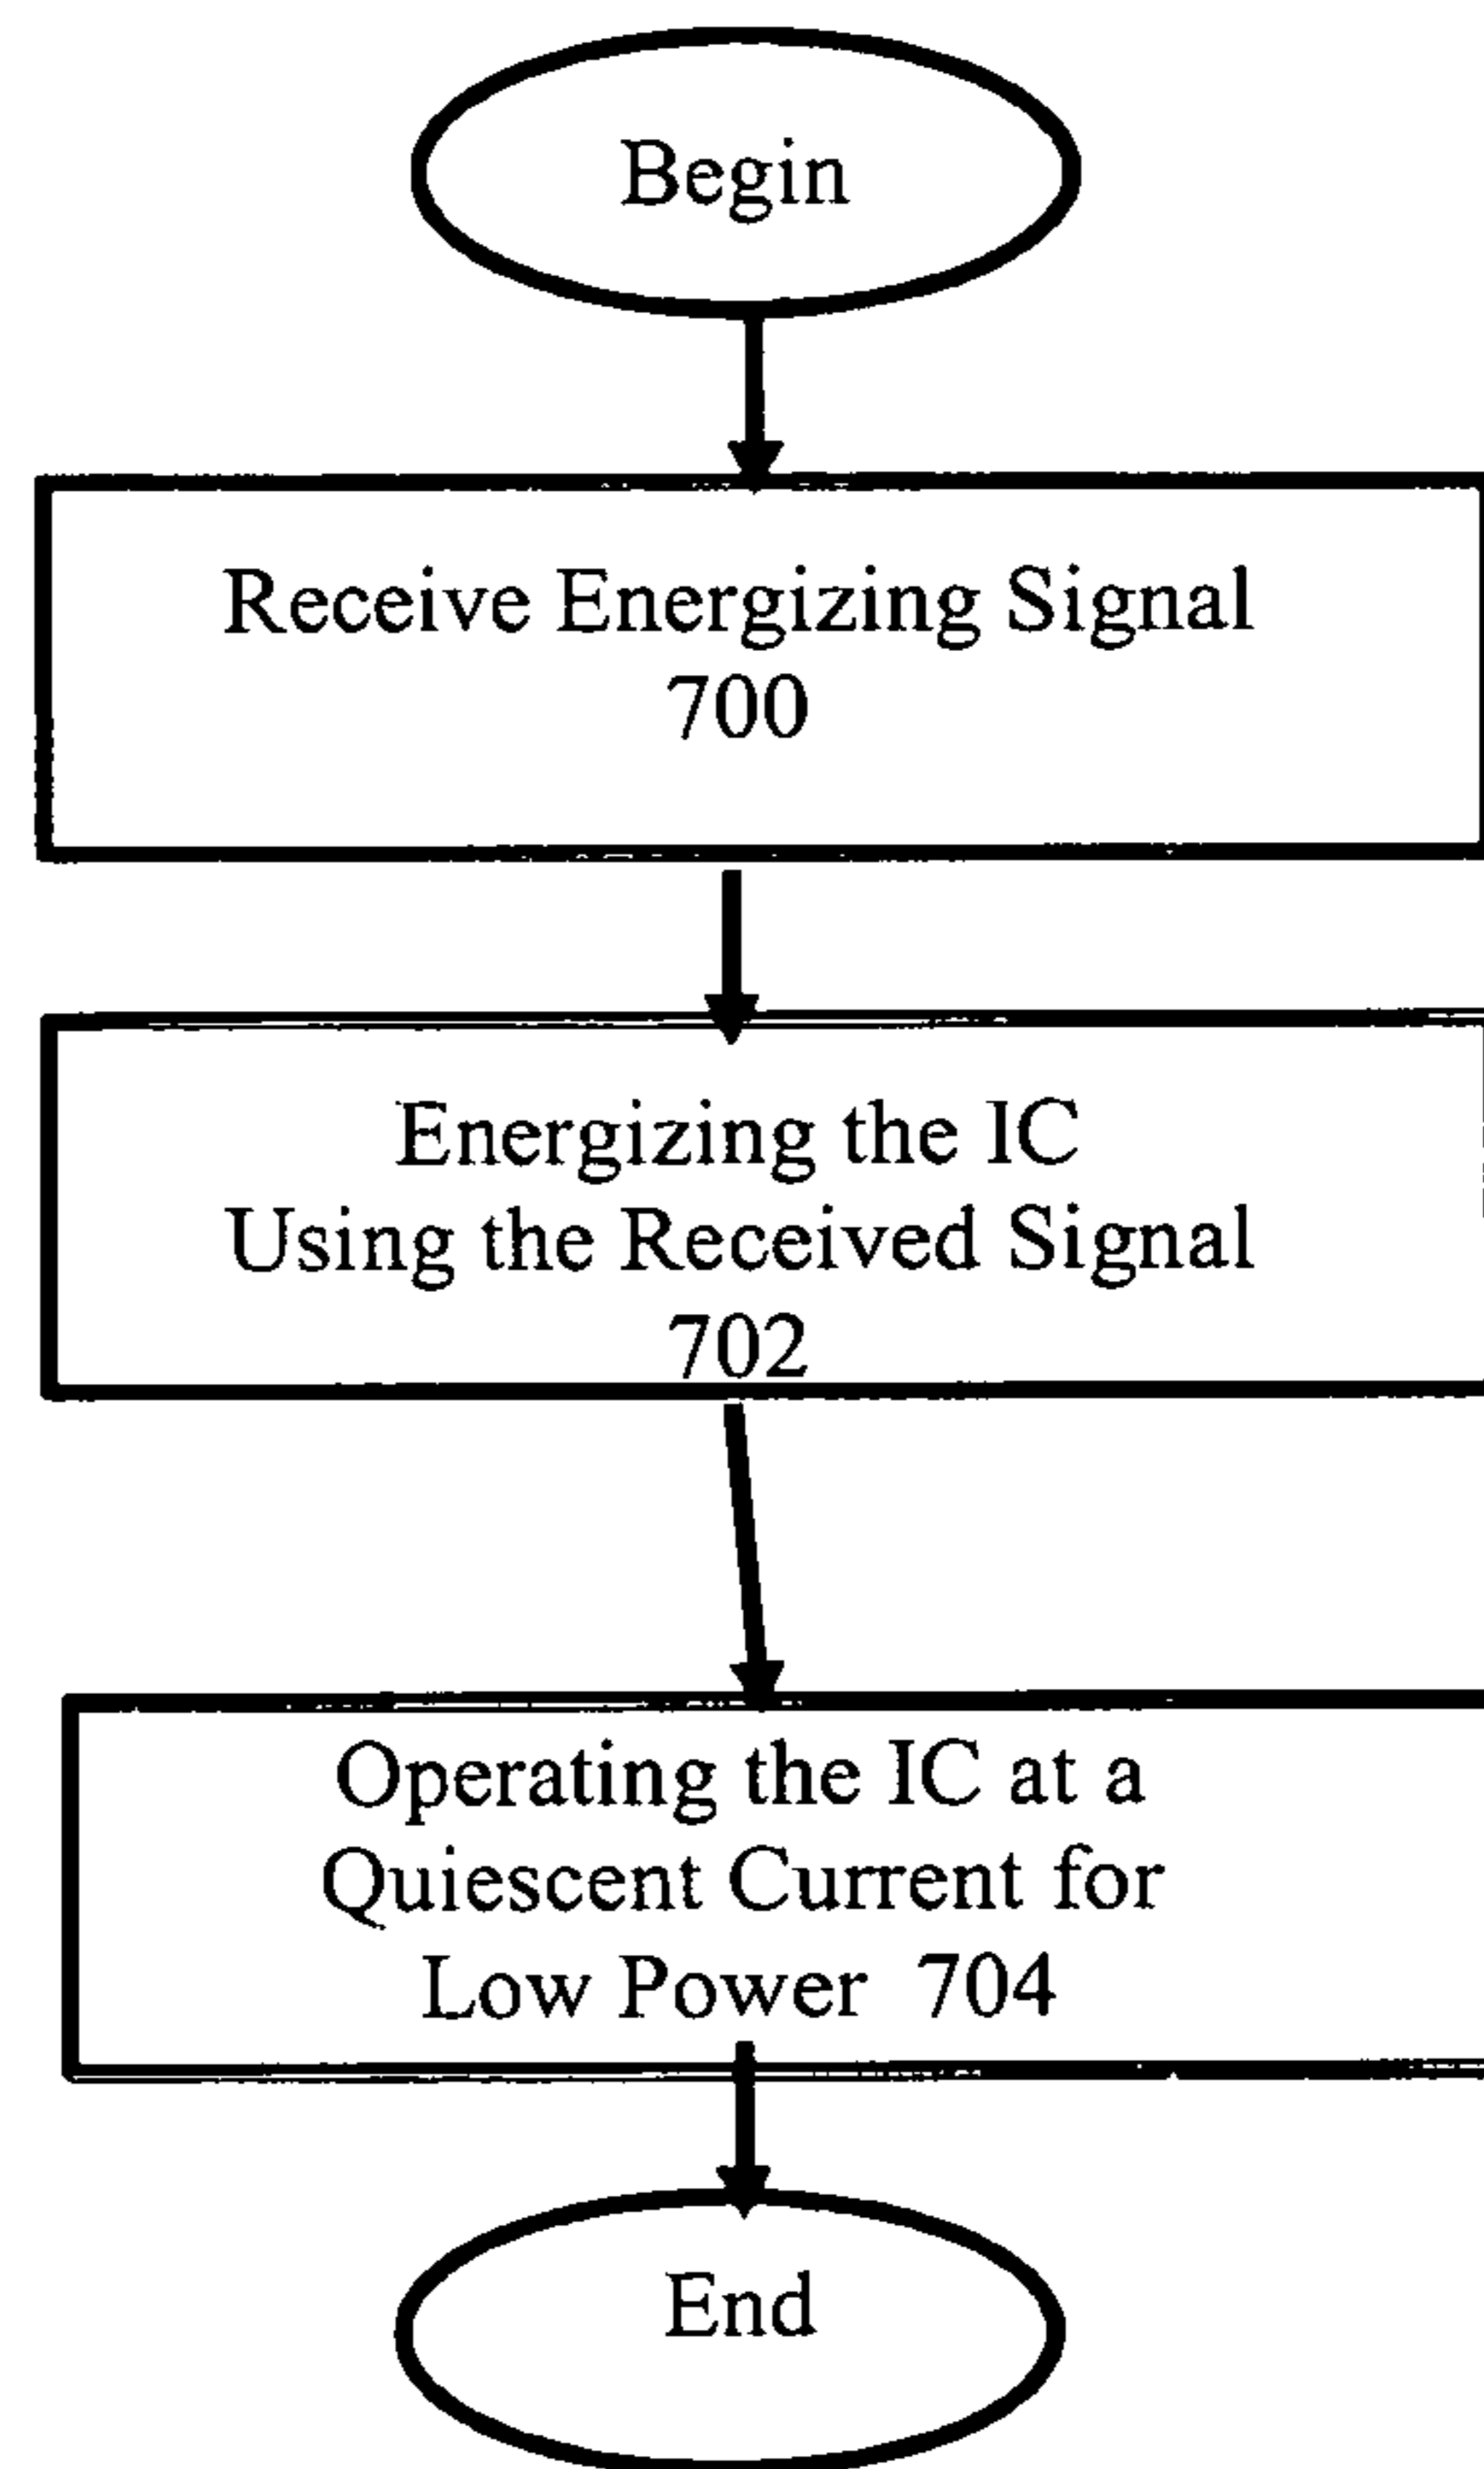 Begin
Receive Energizing Signal
700
Energizing the IC
Using the Received Signal
702
Operating the IC at a
Quiescent Current for
Low Power 704
End